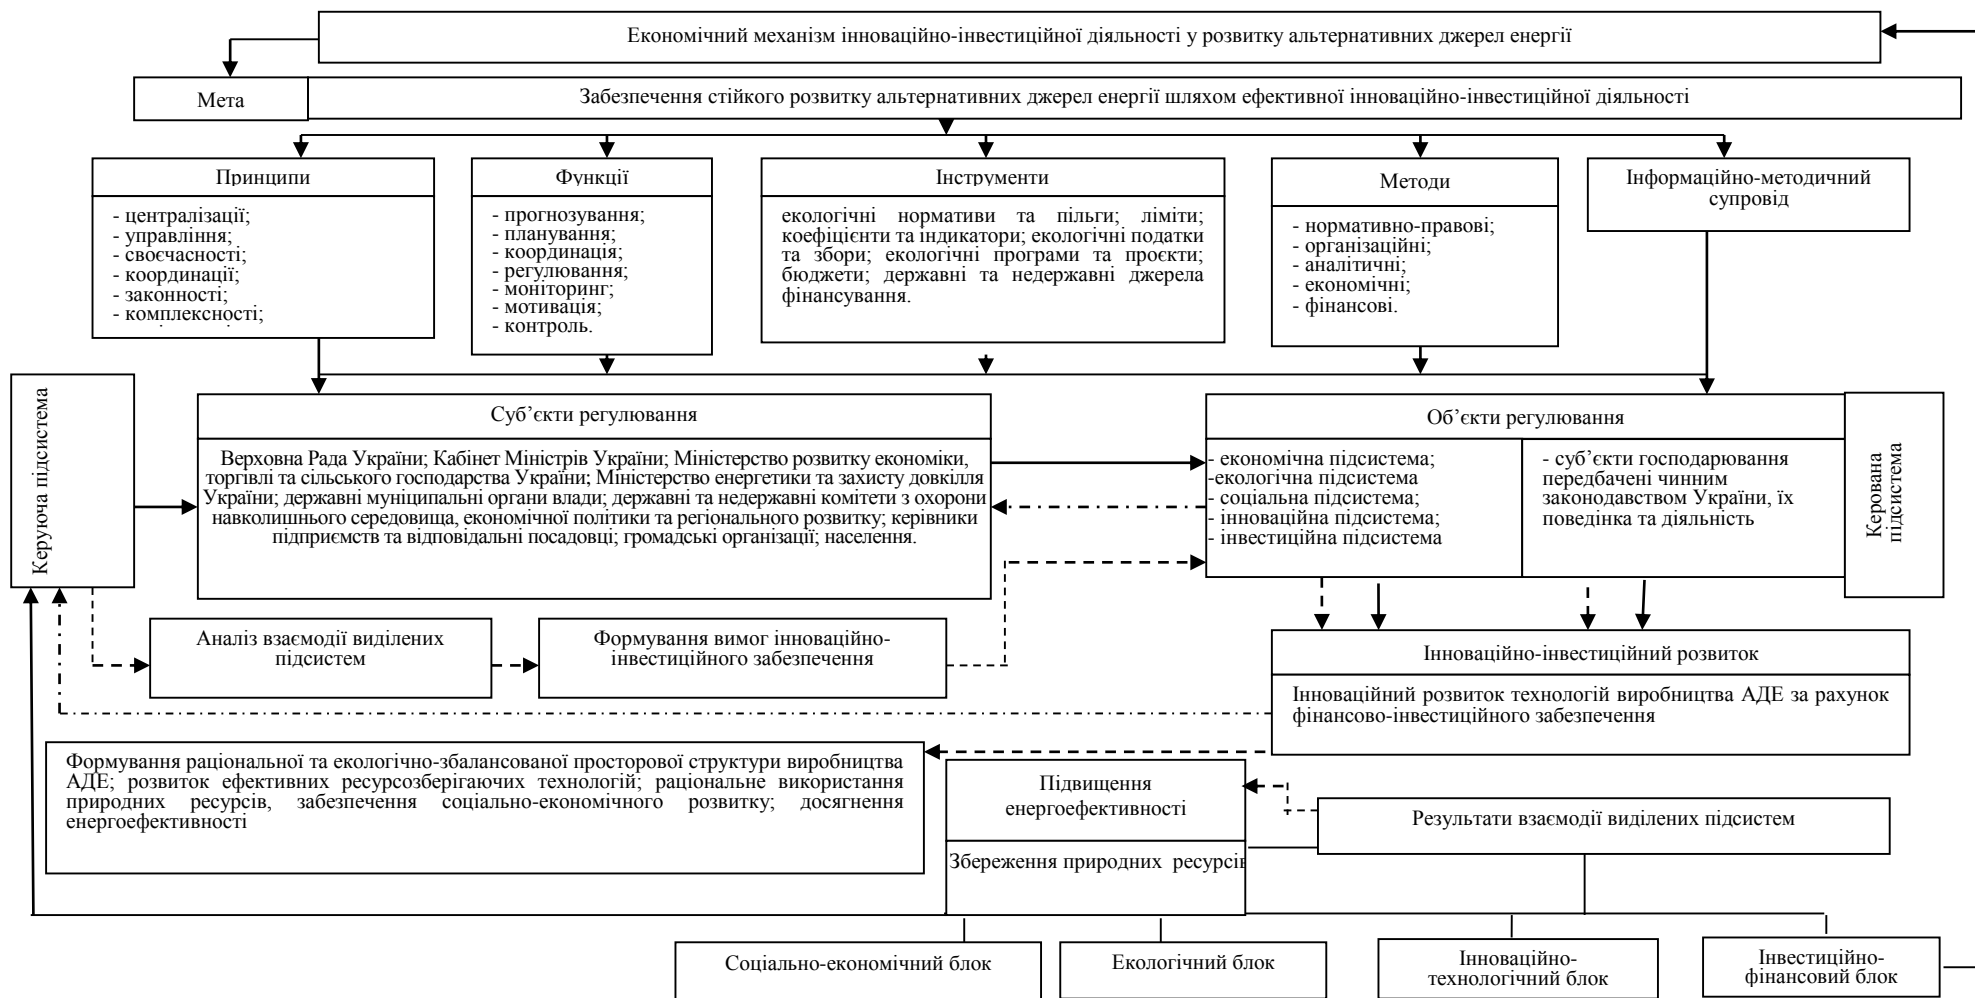 Економічний механізм інноваційно-інвестиційної діяльності у розвитку альтернативних джерел енергії
Мета
Забезпечення стійкого розвитку альтернативних джерел енергії шляхом ефективної інноваційно-інвестиційної діяльності
Принципи
- централізації;
- управління;
- своєчасності;
- координації;
- законності;
- комплексності;
Функції
- прогнозування;
- планування;
- координація;
- регулювання;
- моніторинг;
- мотивація;
- контроль.
Інструменти
екологічні нормативи та пільги; ліміти;
коефіцієнти та індикатори; екологічні податки
та збори; екологічні програми та проєкти;
бюджети; державні та недержавні джерела
фінансування.
Методи
- нормативно-правові;
- організаційні;
- аналітичні;
- економічні;
- фінансові.
Інформаційно-методичний
супровід
Керуюча підсистема
Суб’єкти регулювання
Верховна Рада України; Кабінет Міністрів України; Міністерство розвитку економіки,
торгівлі та сільського господарства України; Міністерство енергетики та захисту довкілля
України; державні муніципальні органи влади; державні та недержавні комітети з охорони
навколишнього середовища, економічної політики та регіонального розвитку; керівники
підприємств та відповідальні посадовці; громадські організації; населення.
Об’єкти регулювання
- економічна підсистема;
-екологічна підсистема
- соціальна підсистема;
- інноваційна підсистема;
- інвестиційна підсистема
- суб’єкти господарювання
передбачені чинним
законодавством України, їх
поведінка та діяльність
Керована
підсистема
Аналіз взаємодії виділених
підсистем
Формування вимог інноваційно-
інвестиційного забезпечення
Інноваційно-інвестиційний розвиток
Інноваційний розвиток технологій виробництва АДЕ за рахунок
фінансово-інвестиційного забезпечення
Формування раціональної та екологічно-збалансованої просторової структури виробництва
АДЕ; розвиток ефективних ресурсозберігаючих технологій; раціональне використання
природних ресурсів, забезпечення соціально-економічного розвитку; досягнення
енергоефективності
Підвищення
енергоефективності
Збереження природних ресурсів
Результати взаємодії виділених підсистем
Соціально-економічний блок
Екологічний блок
Інноваційно-
технологічний блок
Інвестиційно-
фінансовий блок